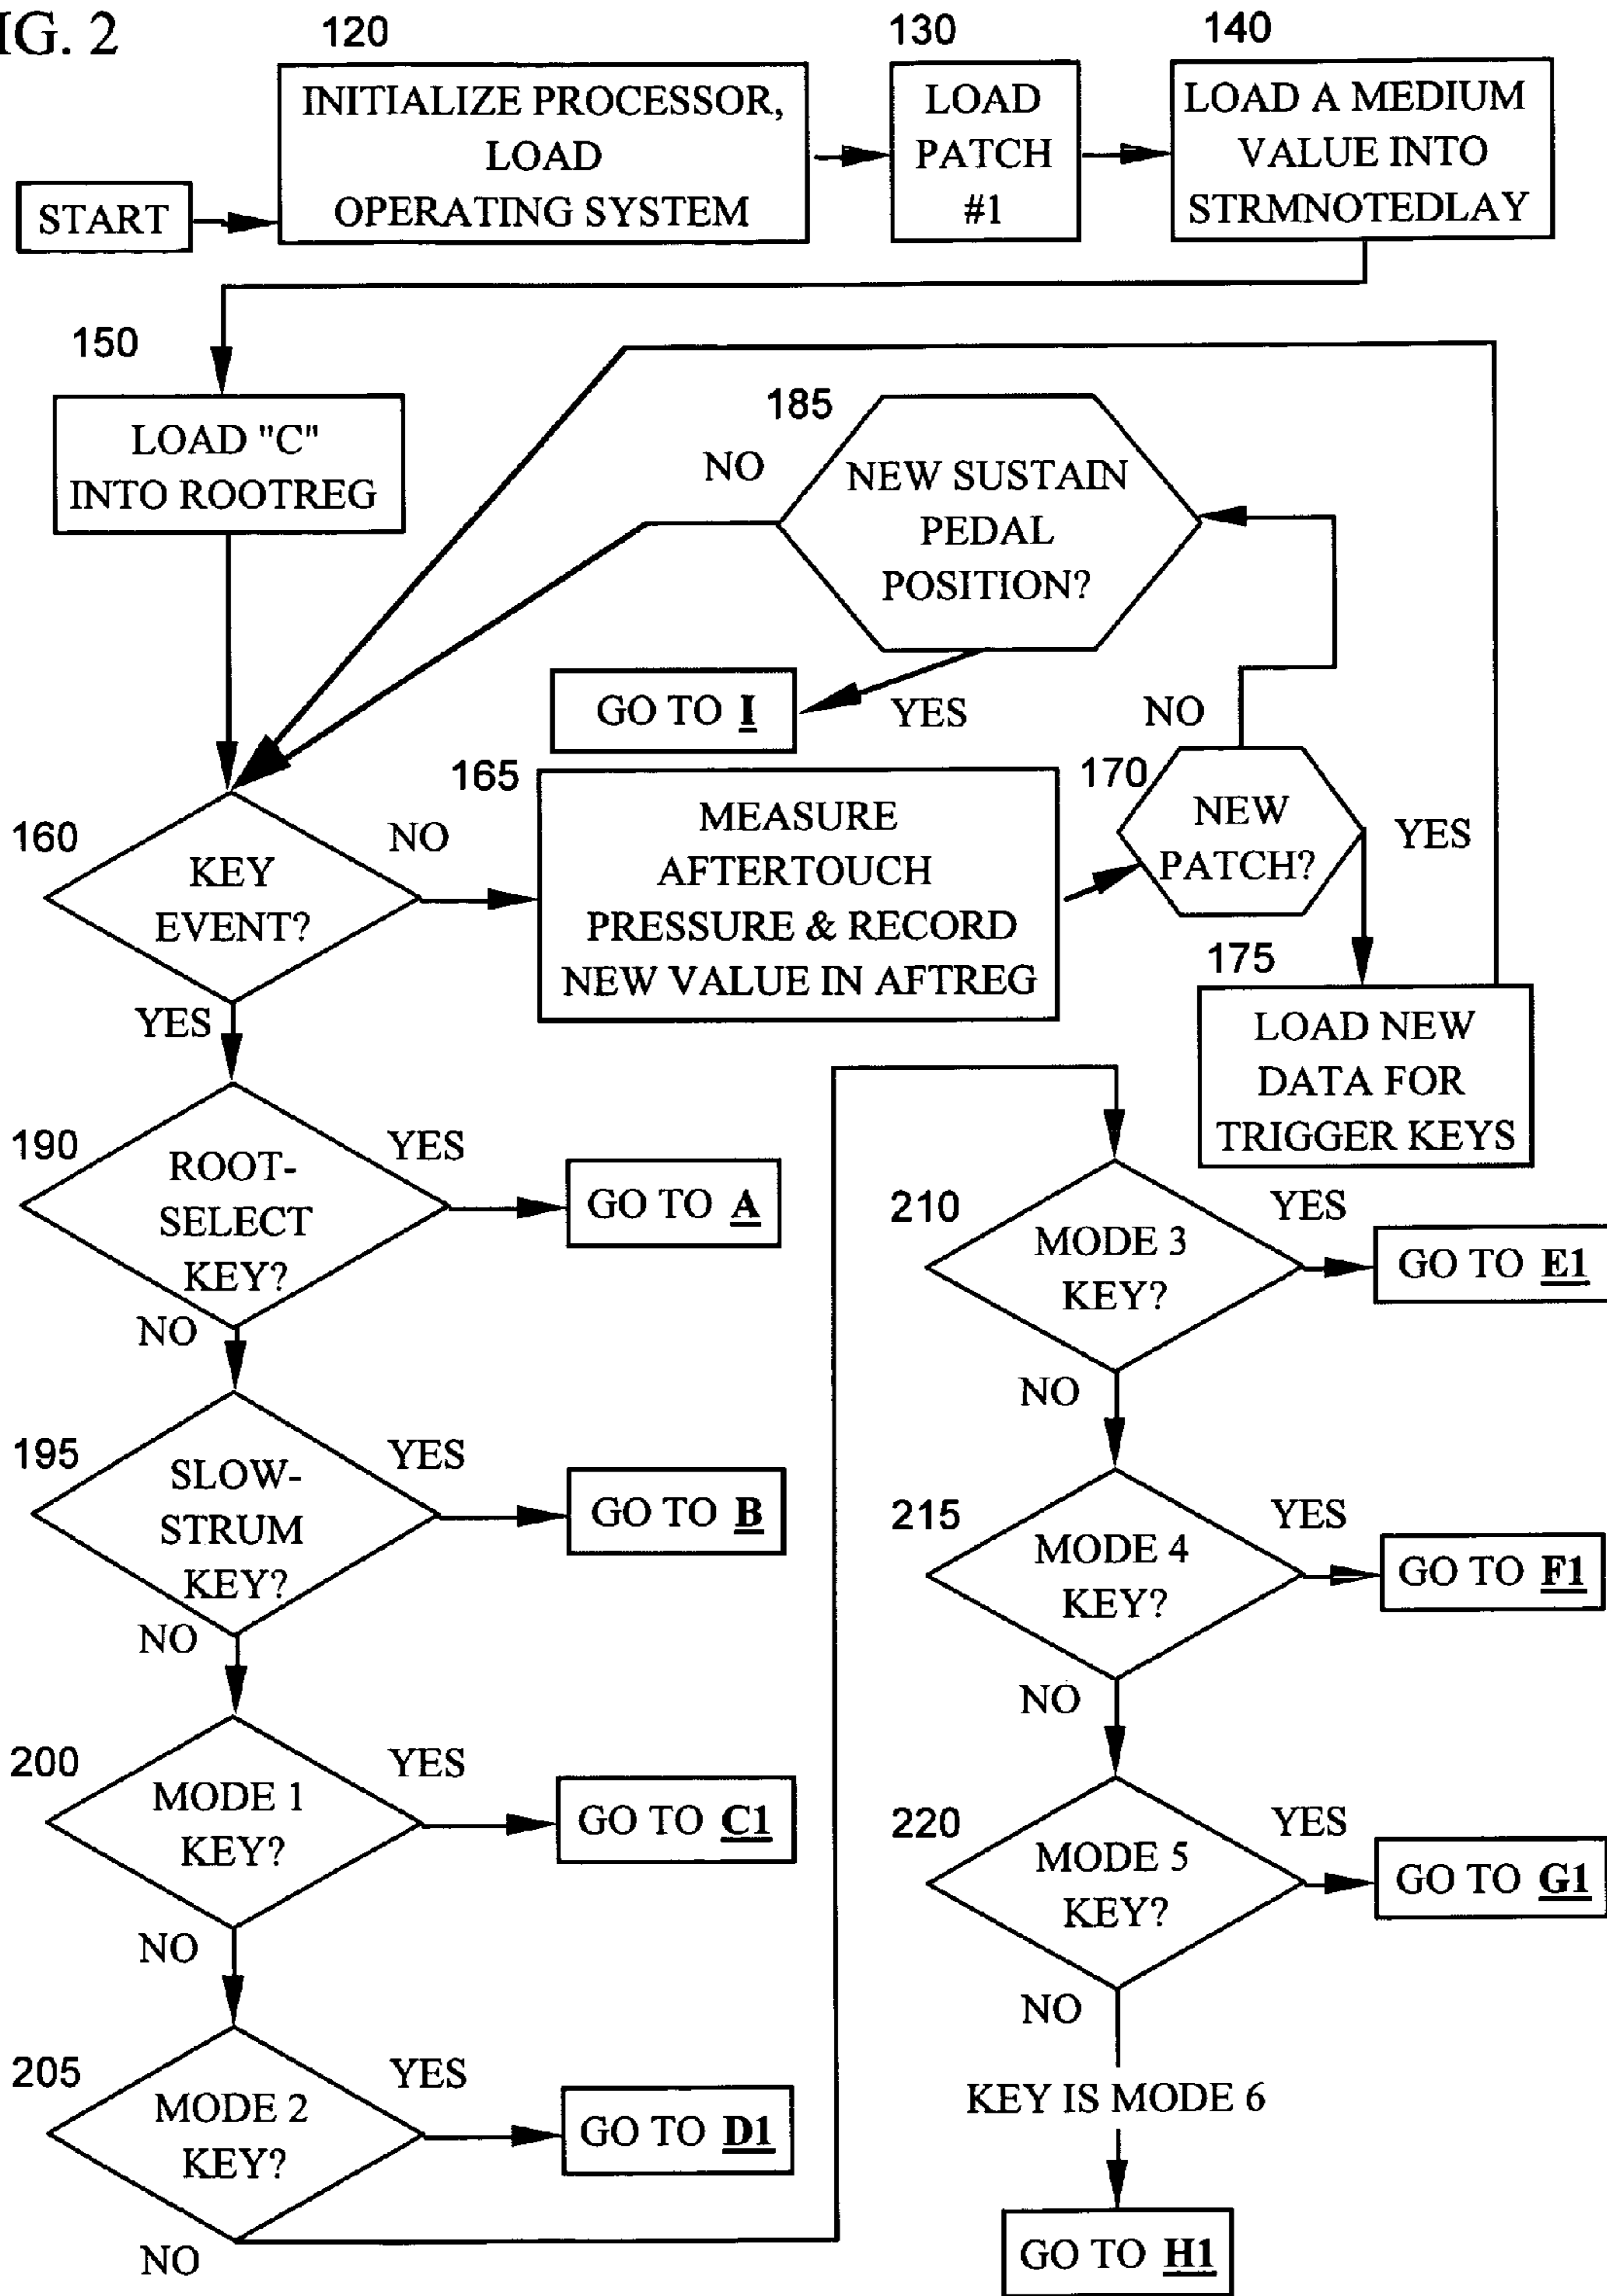 IG. 2
120
INITIALIZE PROCESSOR,
LOAD
OPERATING SYSTEM
130
LOAD
PATCH
#1
140
LOAD A MEDIUM
VALUE INTO
STRMNOTEDLAY
START
150
LOAD "C"
INTO ROOTREG
185
NO
NEW SUSTAIN
PEDAL
POSITION?
GO TO I
YES
NO
160
KEY
EVENT?
NO
165
MEASURE
AFTERTOUCH
PRESSURE & RECORD
NEW VALUE IN AFTREG
170
NEW
PATCH?
YES
175
LOAD NEW
DATA FOR
TRIGGER KEYS
YES
190
ROOT-
SELECT
KEY?
YES
GO TO A
NO
195
SLOW-
STRUM
KEY?
YES
GO TO B
NO
200
MODE 1
KEY?
YES
GO TO C1
NO
205
MODE 2
KEY?
YES
GO TO D1
NO
210
MODE 3
KEY?
YES
GO TO E1
NO
215
MODE 4
KEY?
YES
GO TO F1
NO
220
MODE 5
KEY?
YES
GO TO G1
NO
KEY IS MODE 6
GO TO H1